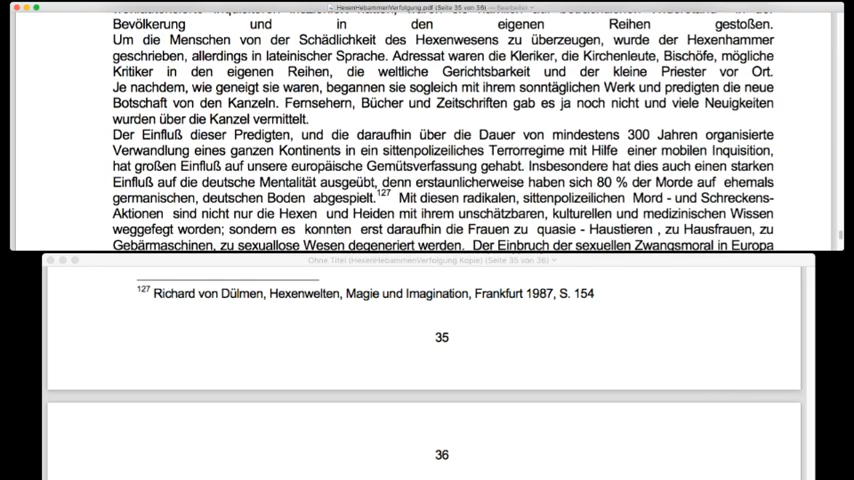 HexenHebammenVerfolgung.pdf (Seite 35 von 36) — Bearbeitet
Bevölkerung und in den eigenen Reihen gestoßen.
Um die Menschen von der Schädlichkeit des Hexenwesens zu überzeugen, wurde der Hexenhammer
geschrieben, allerdings in lateinischer Sprache. Adressat waren die Kleriker, die Kirchenleute, Bischöfe, mögliche
Kritiker in den eigenen Reihen, die weltliche Gerichtsbarkeit und der kleine Priester vor Ort.
Je nachdem, wie geneigt sie waren, begannen sie sogleich mit ihrem sonntäglichen Werk und predigten die neue
Botschaft von den Kanzeln. Fernsehern, Bücher und Zeitschriften gab es ja noch nicht und viele Neuigkeiten
wurden über die Kanzel vermittelt.
Der Einfluß dieser Predigten, und die daraufhin über die Dauer von mindestens 300 Jahren organisierte
Verwandlung eines ganzen Kontinents in ein sittenpolizeiliches Terrorregime mit Hilfe einer mobilen Inquisition,
hat großen Einfluß auf unsere europäische Gemütsverfassung gehabt. Insbesondere hat dies auch einen starken
Einfluß auf die deutsche Mentalität ausgeübt, denn erstaunlicherweise haben sich 80 % der Morde auf ehemals
germanischen, deutschen Boden abgespielt.127 Mit diesen radikalen, sittenpolizeilichen Mord - und Schreckens-
Aktionen sind nicht nur die Hexen und Heiden mit ihrem unschätzbaren, kulturellen und medizinischen Wissen
weggefegt worden; sondern es konnten erst daraufhin die Frauen zu quasie - Haustieren , zu Hausfrauen, zu
Gebärmaschinen, zu sexuallose Wesen degeneriert werden. Der Einbruch der sexuellen Zwangsmoral in Europa
Ohne Titel (HexenHebammenVerfolgung Kopie) (Seite 35 von 36)
127 Richard von Dülmen, Hexenwelten, Magie und Imagination, Frankfurt 1987, S. 154
35
36